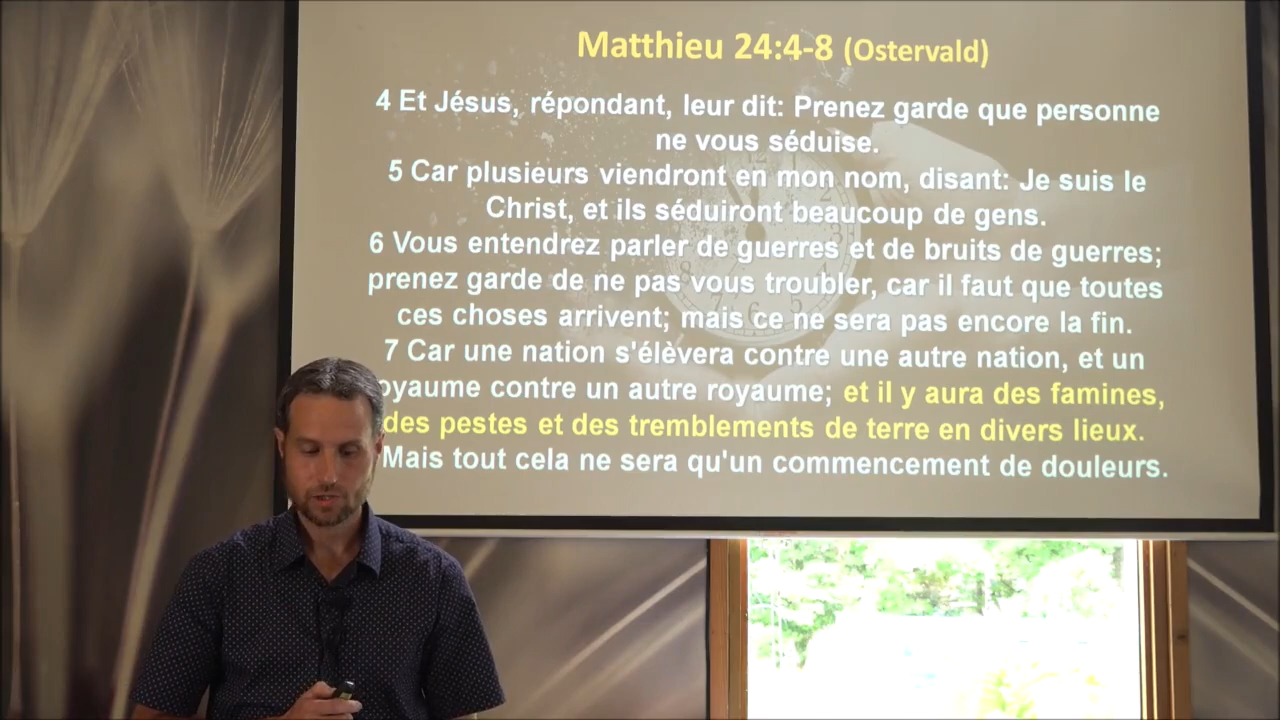 Matthieu 24:4-8 (Ostervald)
4 Et Jésus, répondant, leur dit: Prenez garde que personne
ne vous séduise.
5 Car plusieurs viendront en mon nom, disant: Je suis le
Christ, et ils séduiront beaucoup de gens.
6 Vous entendrez parler de guerres et de bruits de guerres;
prenez garde de ne pas vous troubler, car il faut que toutes
ces choses arrivent; mais ce ne sera pas encore la fin.
7 Car une nation s'élèvera contre une autre nation, et un
oyaume contre un autre royaume; et il y aura des famines,
des pestes et des tremblements de terre en divers lieux.
Mais tout cela ne sera qu'un commencement de douleurs.